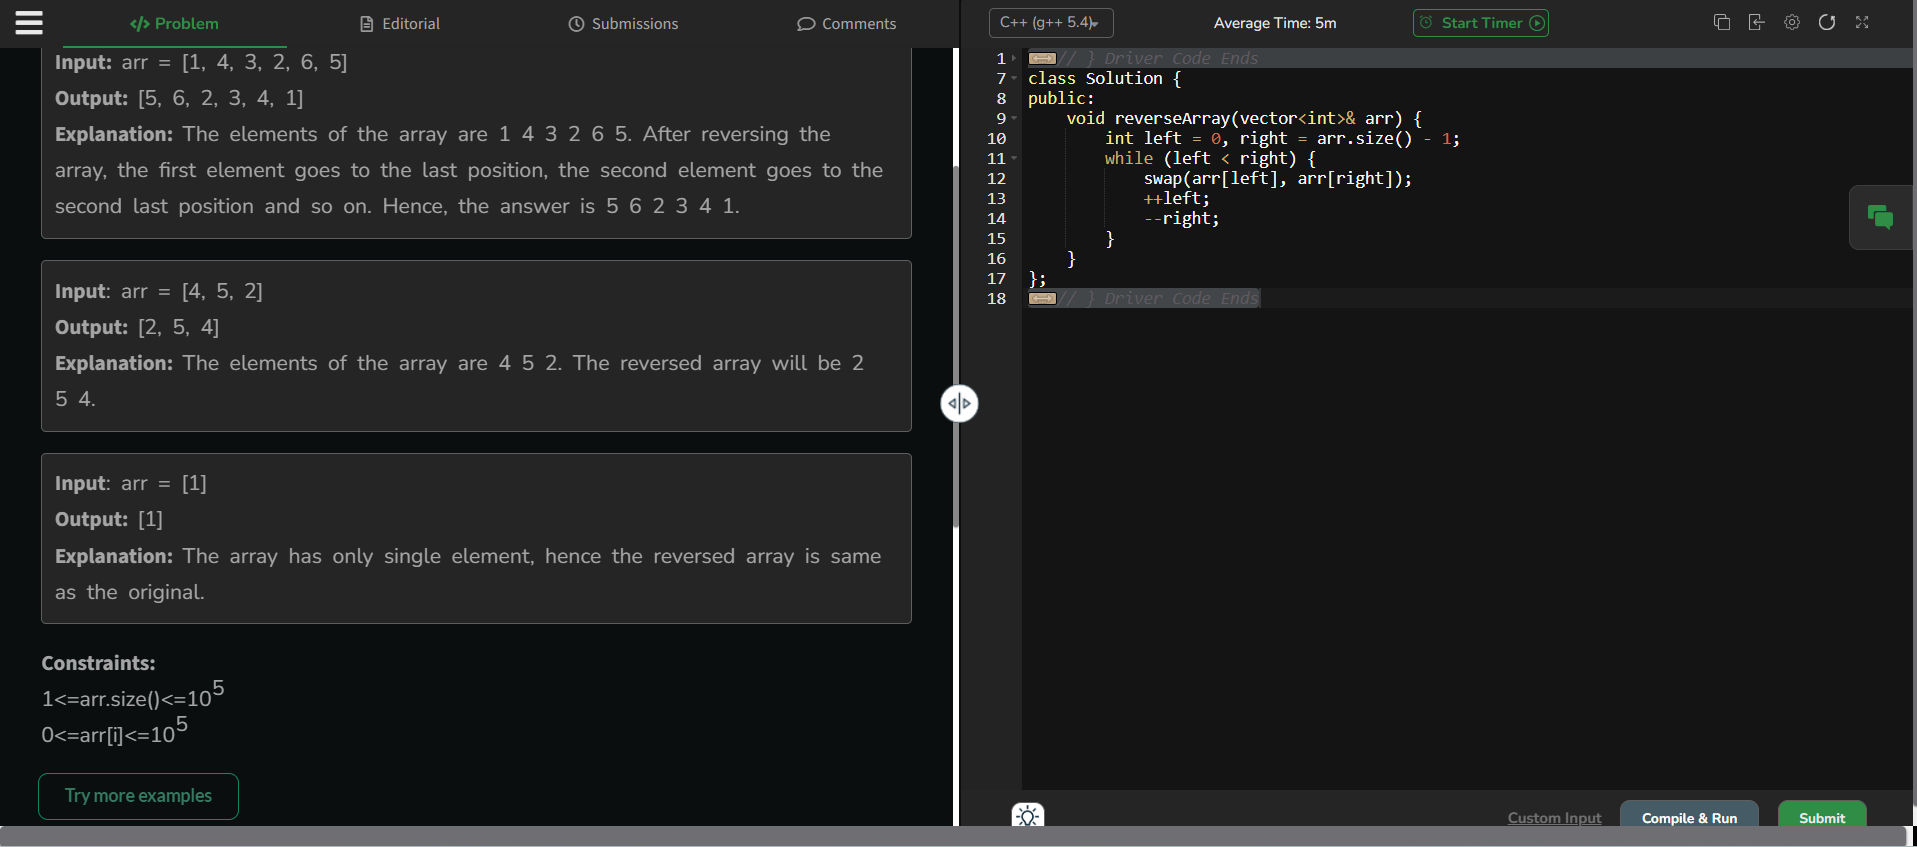 </> Problem
Editorial
Submissions
Comments
Input: arr = [1, 4, 3, 2, 6, 5]
Output: [5, 6, 2, 3, 4, 1]
Explanation: The elements of the array are 1 4 3 2 6 5. After reversing the
array, the first element goes to the last position, the second element goes to the
second last position and so on. Hence, the answer is 5 6 2 3 4 1.
Input: arr = [4, 5, 2]
Output: [2, 5, 4]
Explanation: The elements of the array are 4 5 2. The reversed array will be 2
5 4.
Input: arr = [1]
Output: [1]
Explanation: The array has only single element, hence the reversed array is same
as the original.
Constraints:
1<=arr.size()<=10^5
0<=arr[i]<=10^5
Try more examples
C++ (g++ 5.4)
Average Time: 5m
Start Timer
1 // } Driver Code Ends
7 class Solution {
8 public:
9     void reverseArray(vector<int>& arr) {
10         int left = 0, right = arr.size() - 1;
11         while (left < right) {
12             swap(arr[left], arr[right]);
13             ++left;
14             --right;
15         }
16     }
17 };
18 // } Driver Code Ends
Custom Input
Compile & Run
Submit